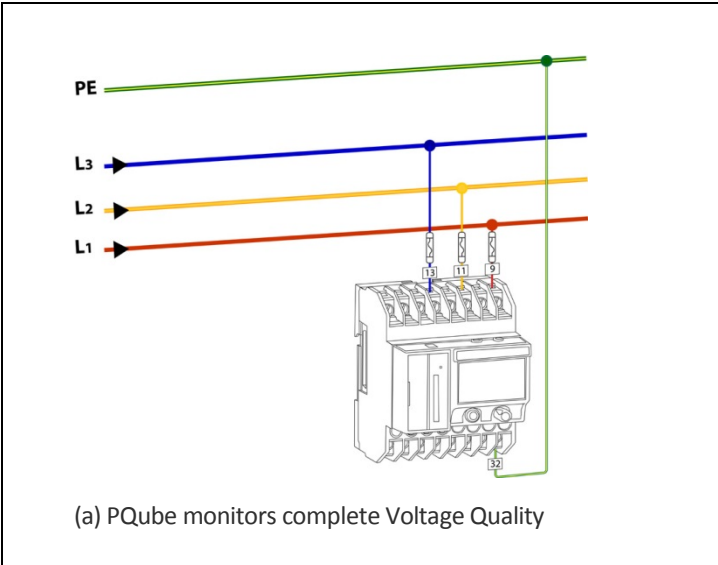 PE
L3
L2
L1
13
11
9
32
(a) PQube monitors complete Voltage Quality